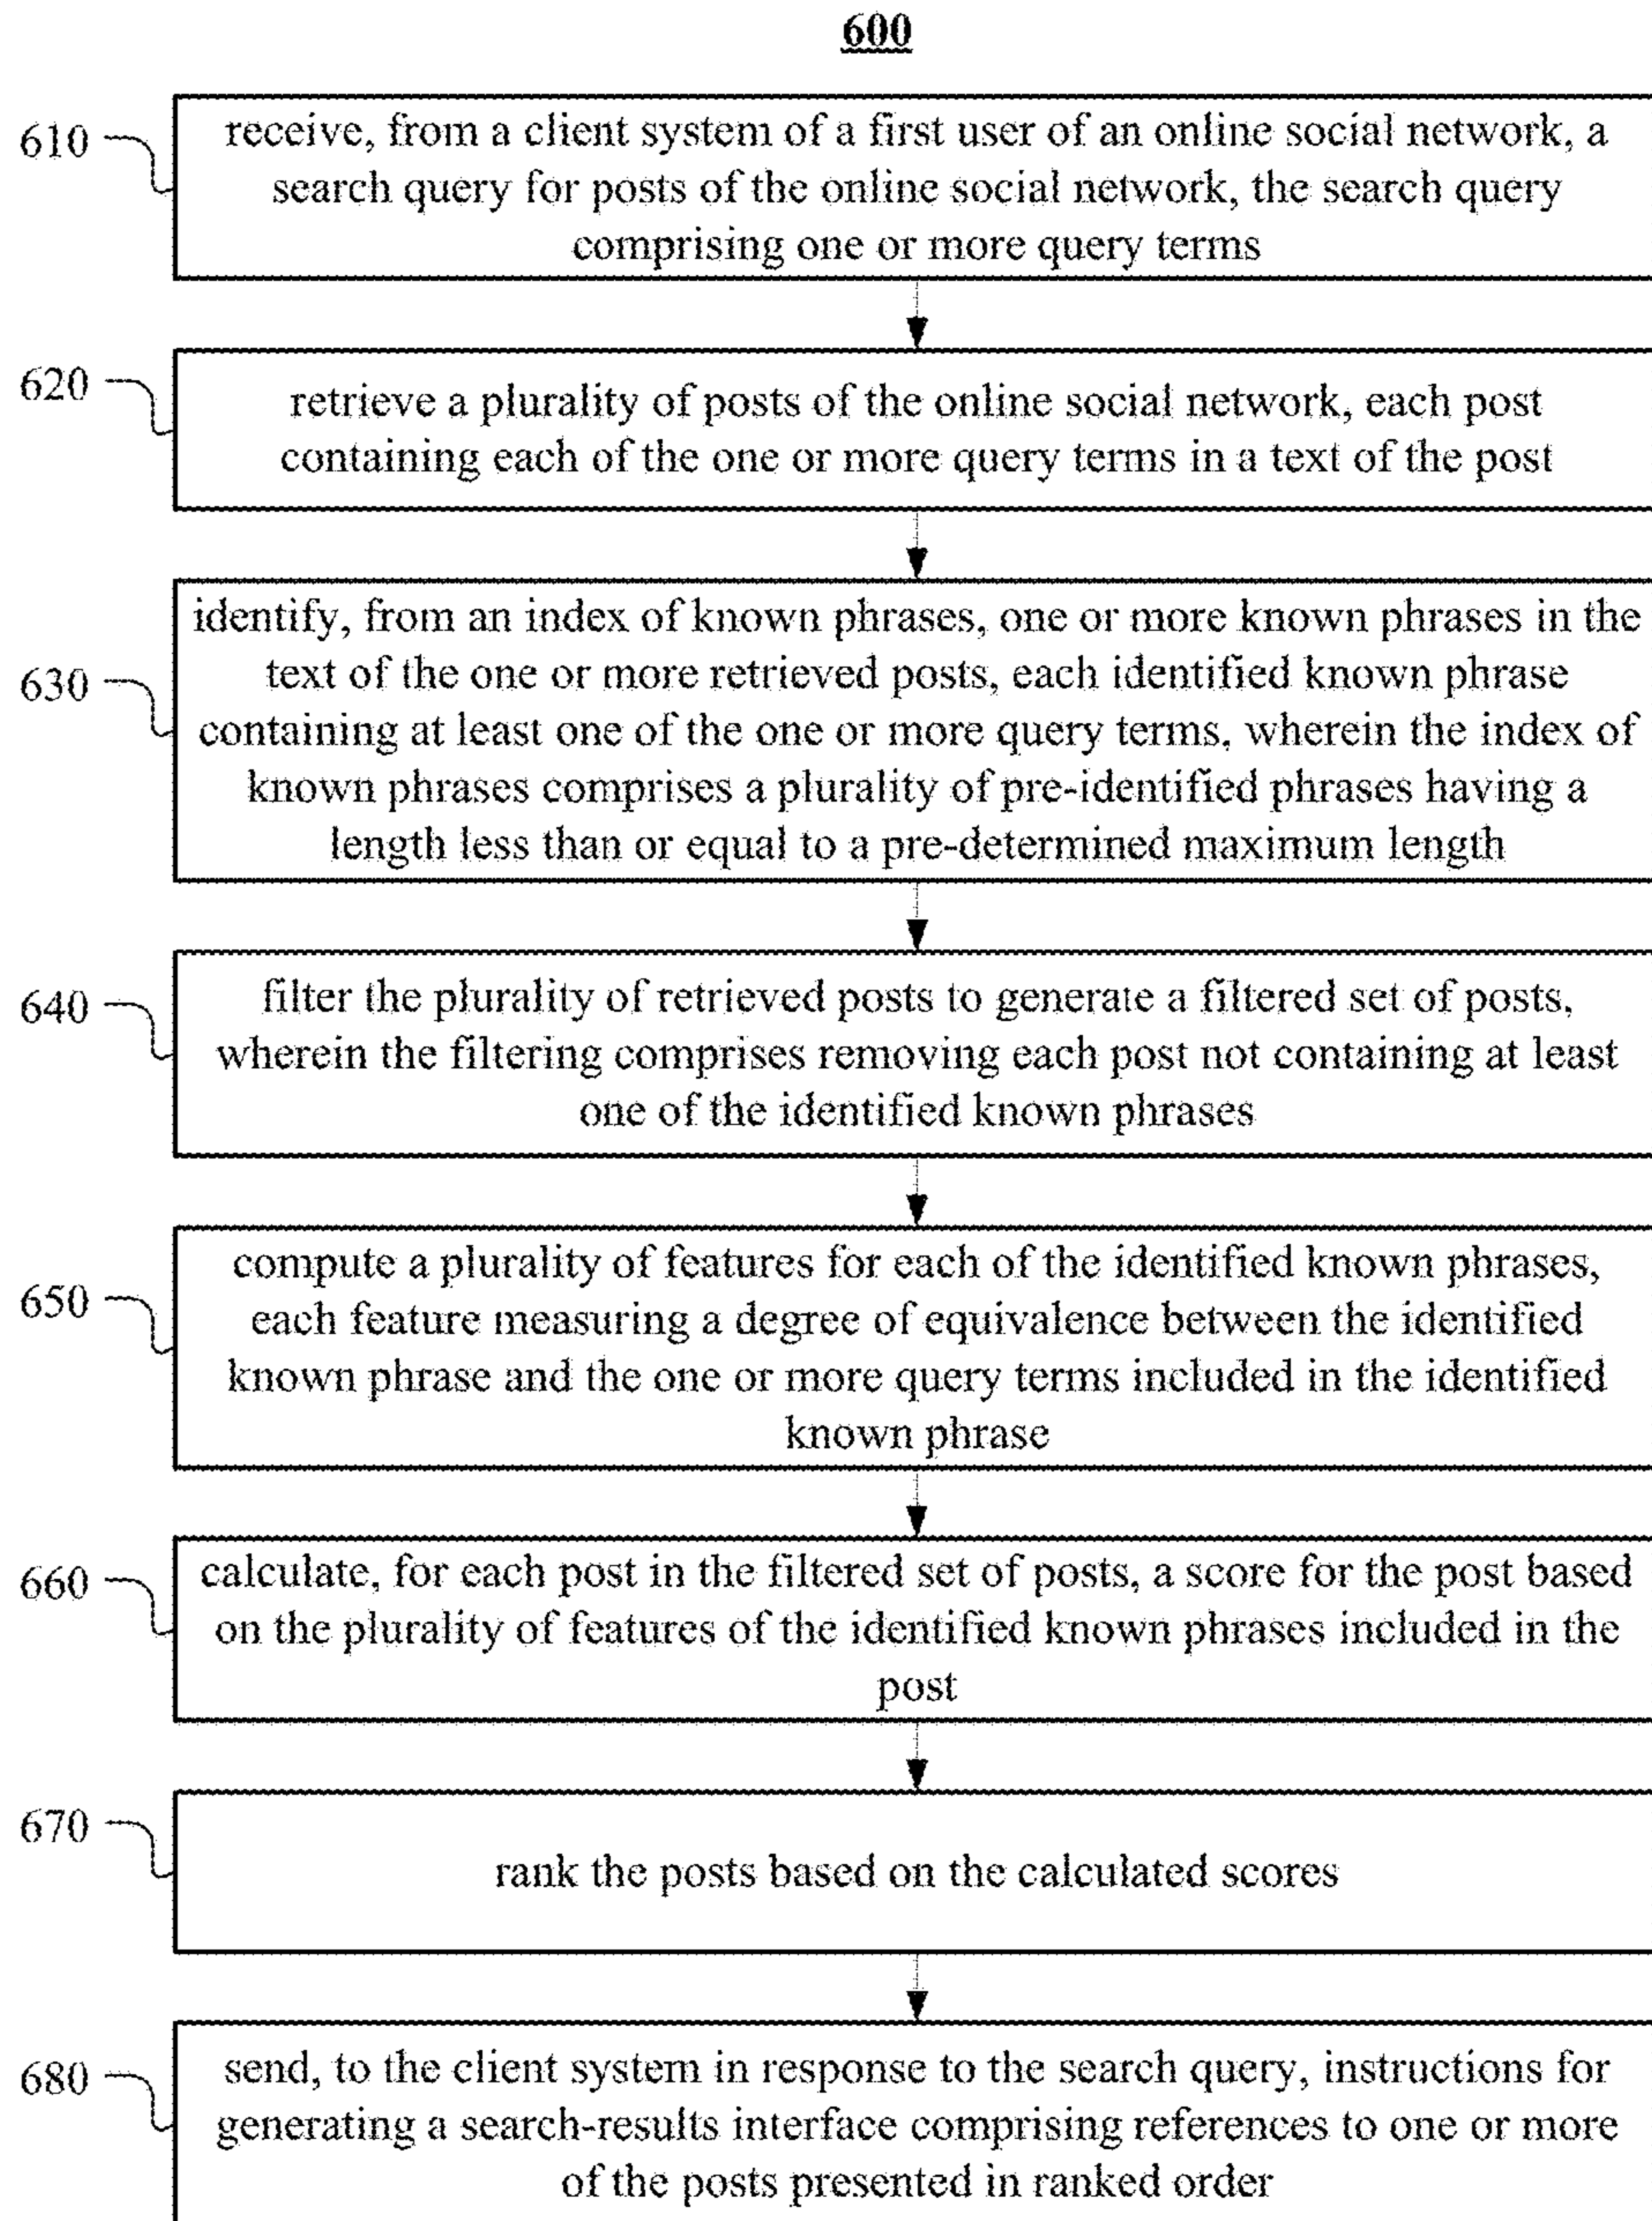 600
610
receive, from a client system of a first user of an online social network, a
search query for posts of the online social network, the search query
comprising one or more query terms
620
retrieve a plurality of posts of the online social network, each post
containing each of the one or more query terms in a text of the post
630
identify, from an index of known phrases, one or more known phrases in the
text of the one or more retrieved posts, each identified known phrase
containing at least one of the one or more query terms, wherein the index of
known phrases comprises a plurality of pre-identified phrases having a
length less than or equal to a pre-determined maximum length
640
filter the plurality of retrieved posts to generate a filtered set of posts,
wherein the filtering comprises removing each post not containing at least
one of the identified known phrases
650
compute a plurality of features for each of the identified known phrases,
each feature measuring a degree of equivalence between the identified
known phrase and the one or more query terms included in the identified
known phrase
660
calculate, for each post in the filtered set of posts, a score for the post based
on the plurality of features of the identified known phrases included in the
post
670
rank the posts based on the calculated scores
680
send, to the client system in response to the search query, instructions for
generating a search-results interface comprising references to one or more
of the posts presented in ranked order